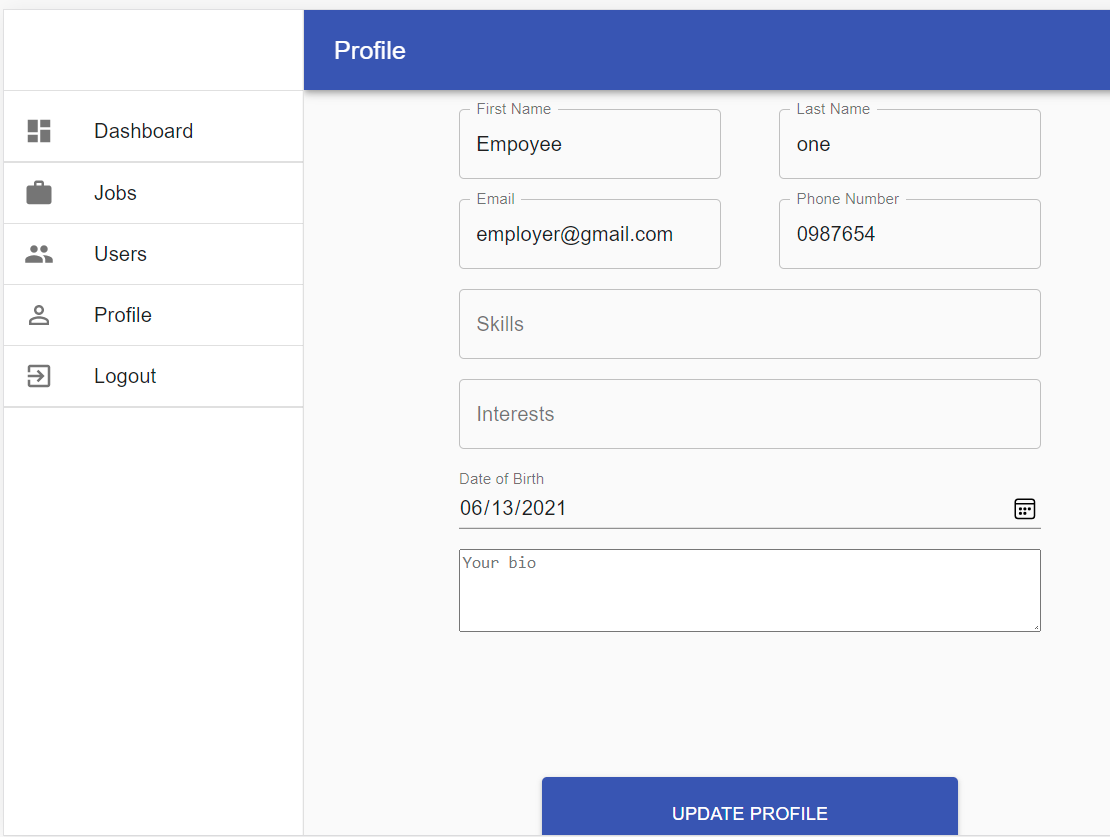 Profile
Dashboard
Jobs
Users
Profile
Logout
First Name
Empoyee
Last Name
one
Email
employer@gmail.com
Phone Number
0987654
Skills
Interests
Date of Birth
06/13/2021
Your bio
UPDATE PROFILE